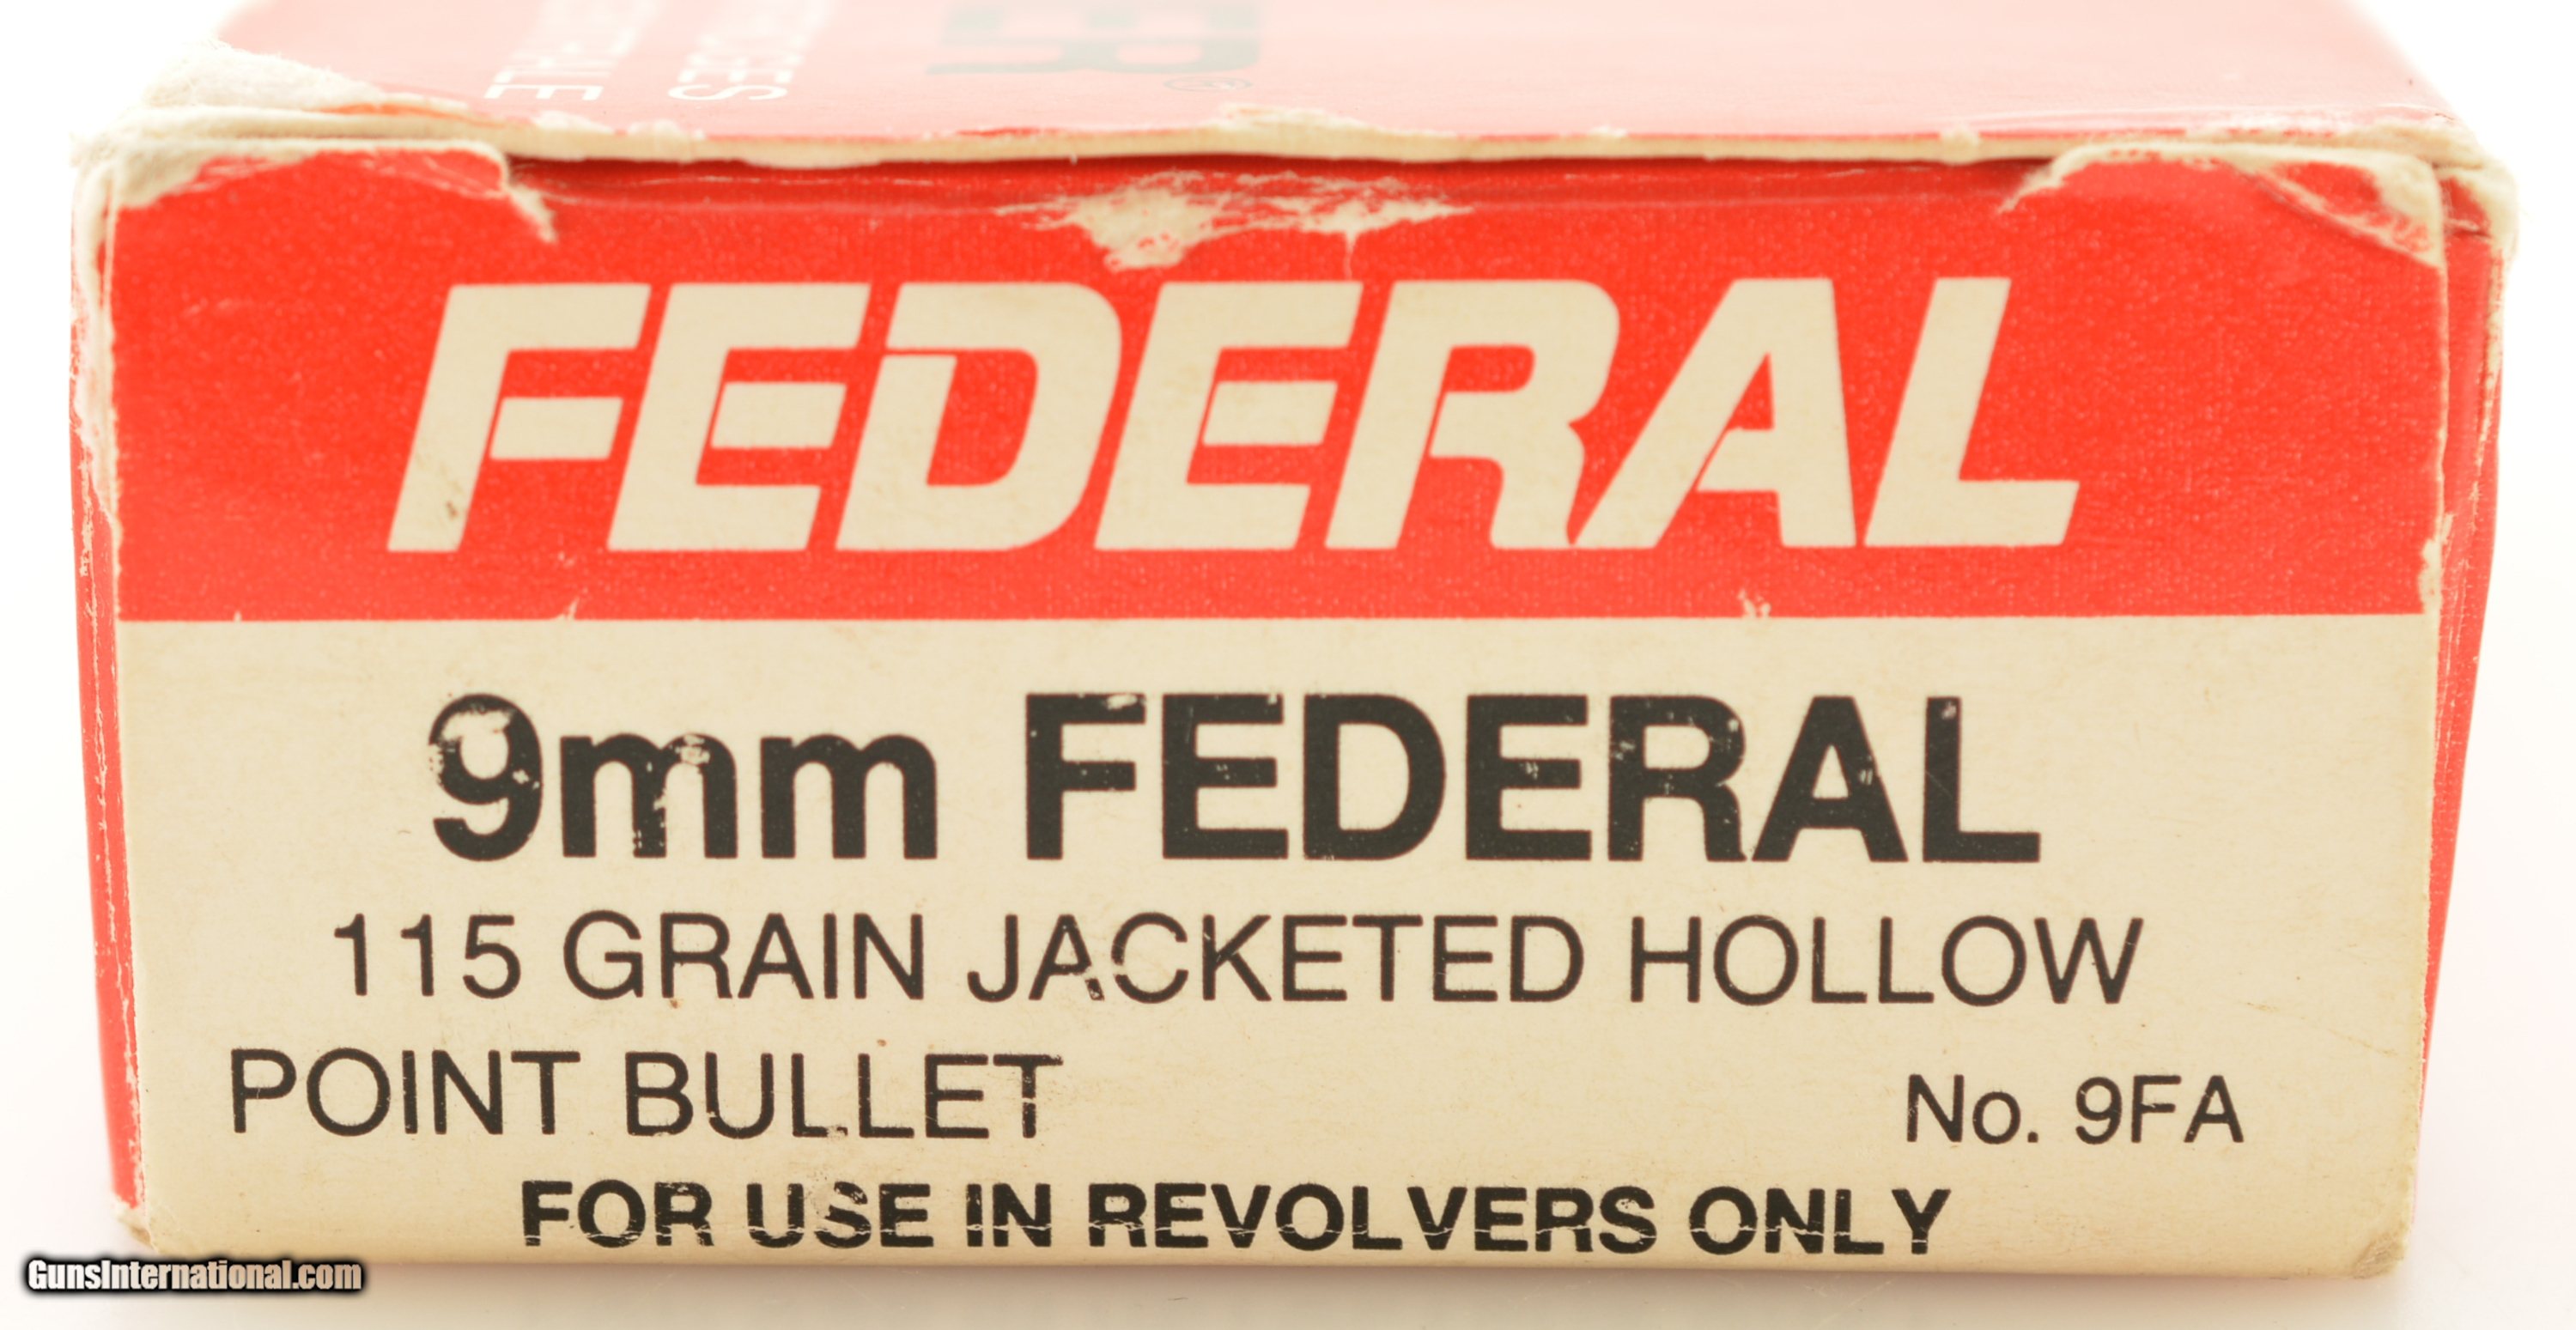 FEDERAL
9mm FEDERAL
115 GRAIN JACKETED HOLLOW
POINT BULLET No. 9FA
FOR USE IN REVOLVERS ONLY
GunsInternational.com